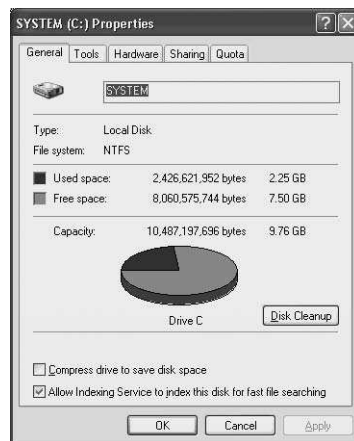 SYSTEM (C:) Properties
General Tools Hardware Sharing Quota
SYSTEM
Type: Local Disk
File system: NTFS
Used space: 2,426,621,952 bytes 2.25 GB
Free space: 8,060,575,744 bytes 7.50 GB
Capacity: 10,487,197,696 bytes 9.76 GB
Drive C
Disk Cleanup
Compress drive to save disk space
Allow Indexing Service to index this disk for fast file searching
OK Cancel Apply